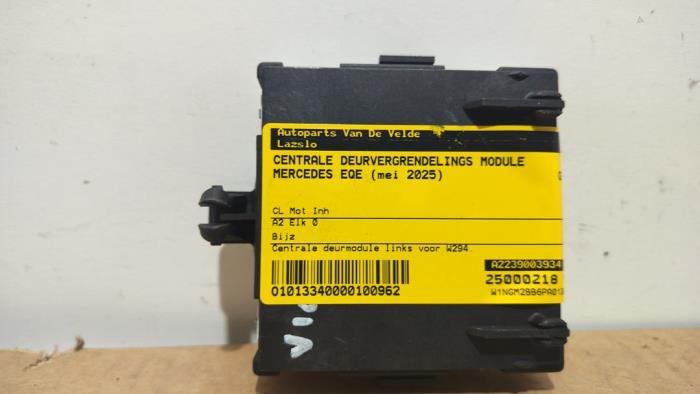 Autoparts Van De Velde
Lazslo
CENTRALE DEURVERGRENDELINGS MODULE
MERCEDES EQE (mei 2025)
CL Mot Inh
A2 Elk 0
Bijz
Centrale deurmodule links voor W294.
A2239003934
25000218
01013340000100962